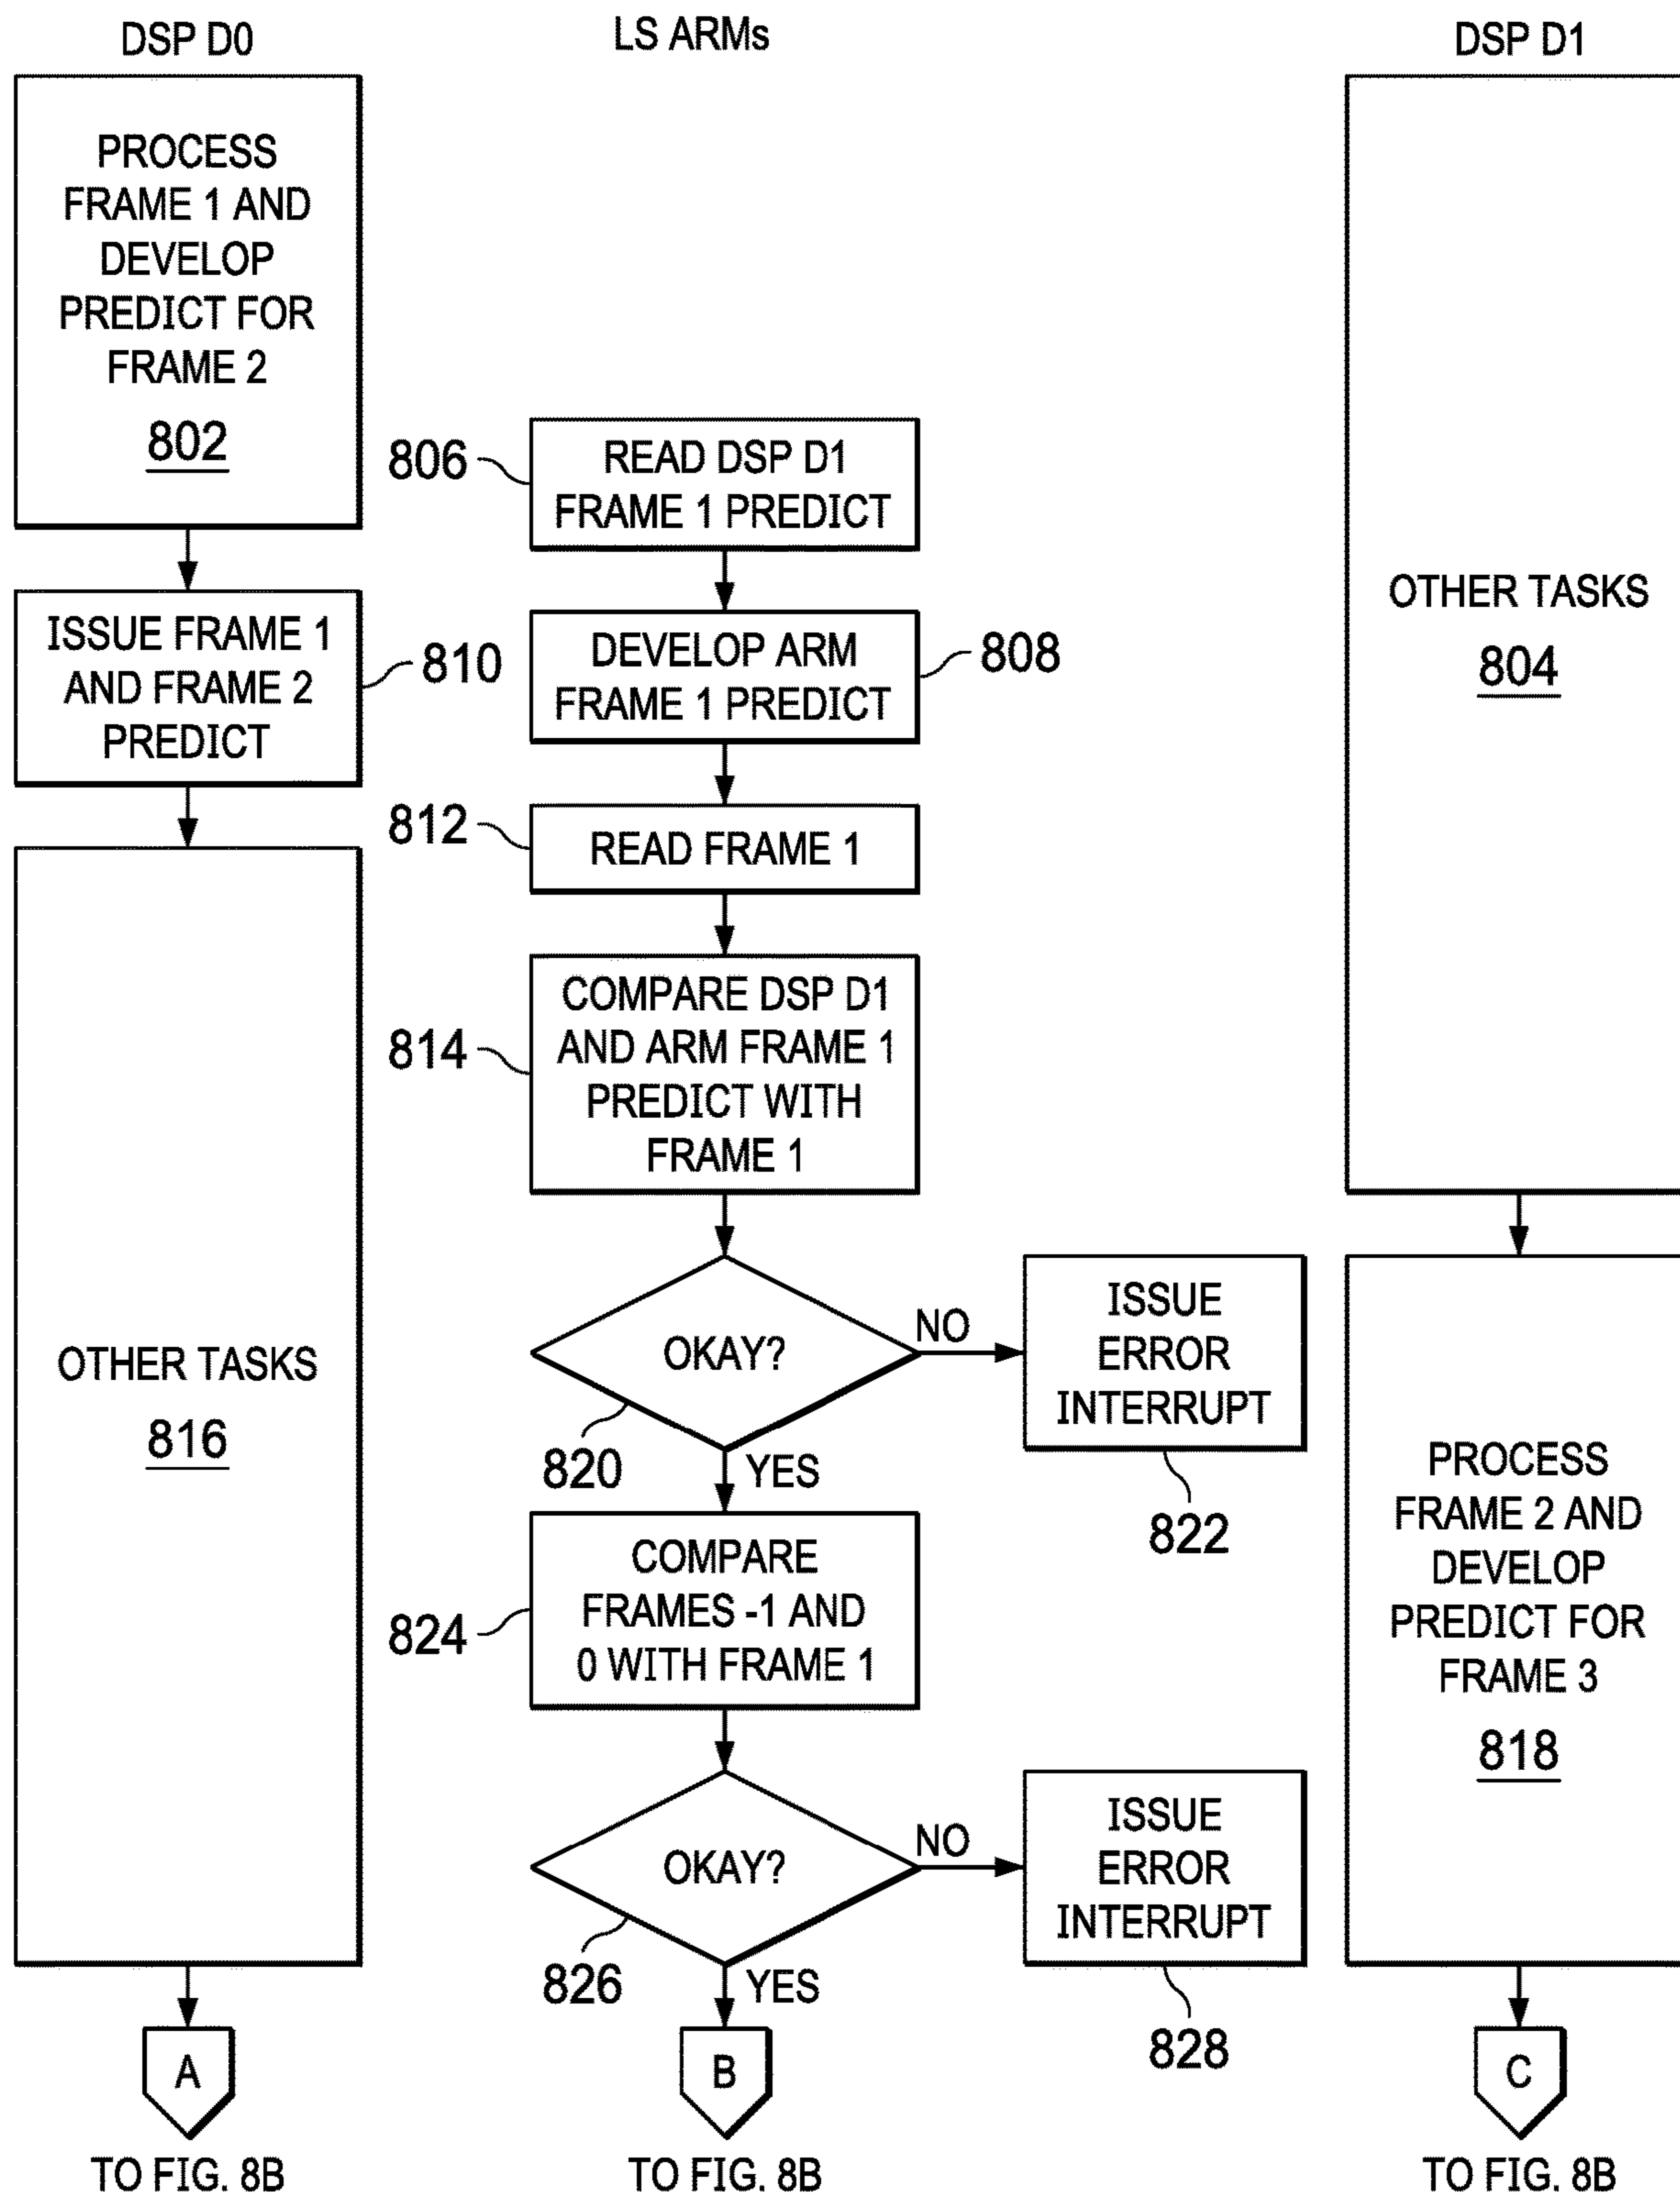 DSP D0
LS ARMs
DSP D1
PROCESS
FRAME 1 AND
DEVELOP
PREDICT FOR
FRAME 2
802
806
READ DSP D1
FRAME 1 PREDICT
OTHER TASKS
804
ISSUE FRAME 1
AND FRAME 2
PREDICT
810
DEVELOP ARM
FRAME 1 PREDICT
808
812
READ FRAME 1
814
COMPARE DSP D1
AND ARM FRAME 1
PREDICT WITH
FRAME 1
OTHER TASKS
816
OKAY?
820
NO
YES
ISSUE
ERROR
INTERRUPT
822
PROCESS
FRAME 2 AND
DEVELOP
PREDICT FOR
FRAME 3
818
824
COMPARE
FRAMES -1 AND
0 WITH FRAME 1
OKAY?
826
NO
YES
ISSUE
ERROR
INTERRUPT
828
A
B
C
TO FIG. 8B
TO FIG. 8B
TO FIG. 8B